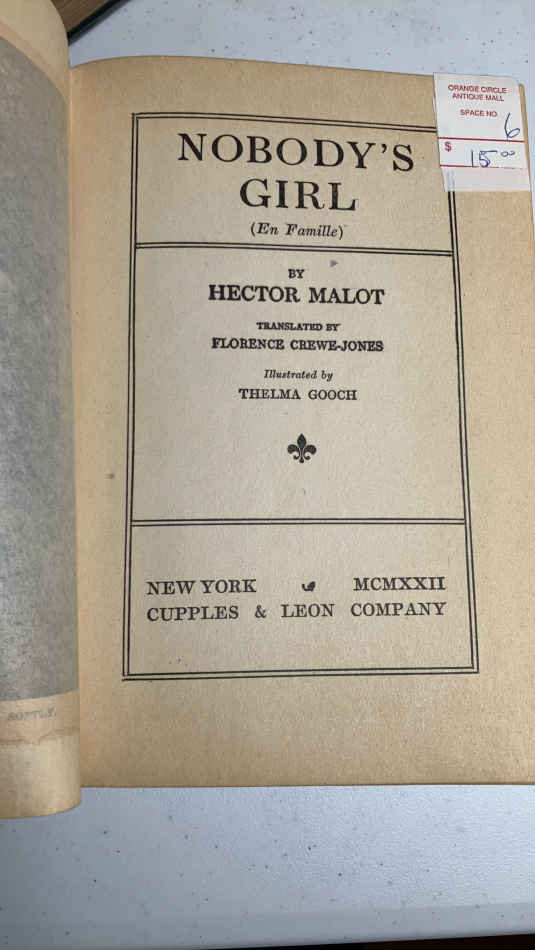 NOBODY'S
GIRL
(En Famille)
BY
HECTOR MALOT
TRANSLATED BY
FLORENCE CREWE-JONES
Illustrated by
THELMA GOOCH
NEW YORK MCMXXII
CUPPLES & LEON COMPANY
ORANGE CIRCLE
ANTIQUE MALL
SPACE NO.
6
$ 15 00
SOFTLY.